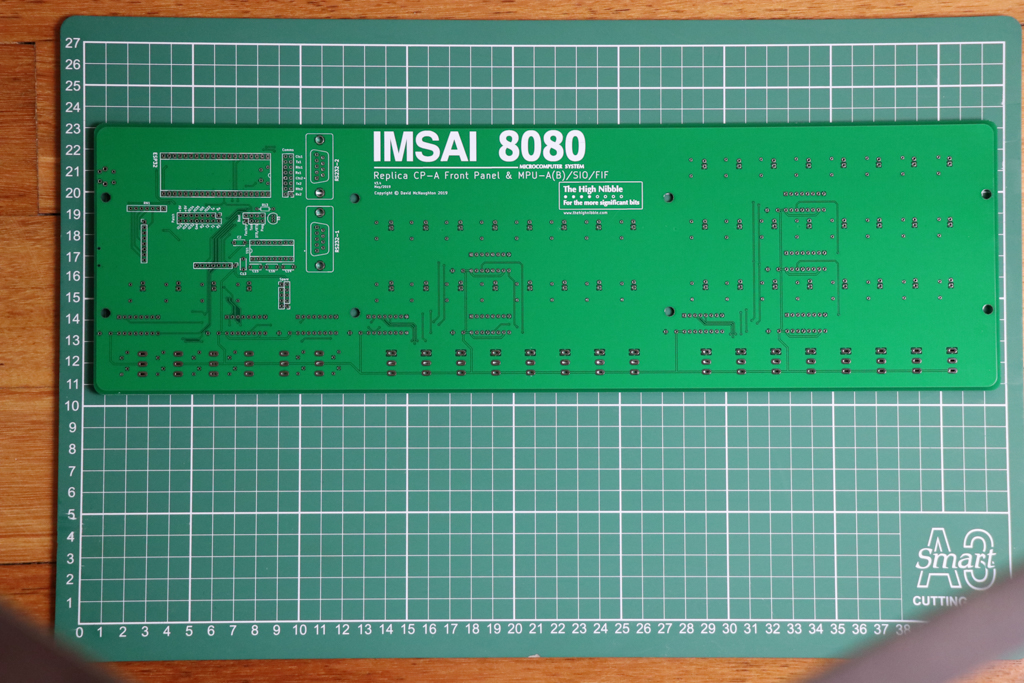 27
26
25
24
23
22
21
20
19
18
17
16
15
14
13
12
11
10
9
8
7
6
5
4
3
2
1
0 1 2 3 4 5 6 7 8 9 10 11 12 13 14 15 16 17 18 19 20 21 22 23 24 25 26 27 28 29 30 31 32 33 34 35 36 37 38
IMSAI 8080
MICROCOMPUTER SYSTEM
Replica CP-A Front Panel & MPU-A(B)/SIO/FIF
Copyright © David McNaughton 2019
The High Nibble
For the more significant bits
www.thehighnibble.com
ESP32
RS232-2
RS232-1
A3
Smart
CUTTING